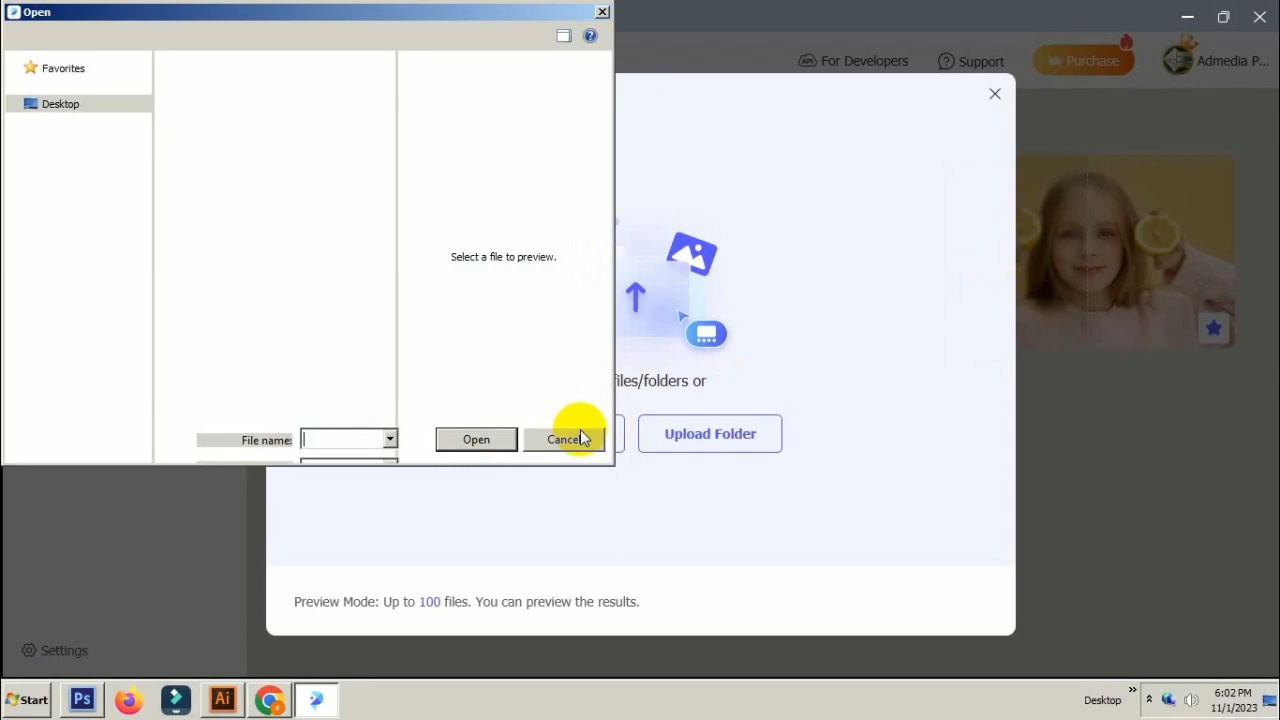 Open
For Developers
Support
Purchase
Admedia P...
Favorites
Desktop
Select a file to preview.
files/folders or
File name:
Open
Cancel
Upload Folder
Preview Mode: Up to 100 files. You can preview the results.
Settings
Start
Ps
Ai
Desktop
6:02 PM
11/1/2023